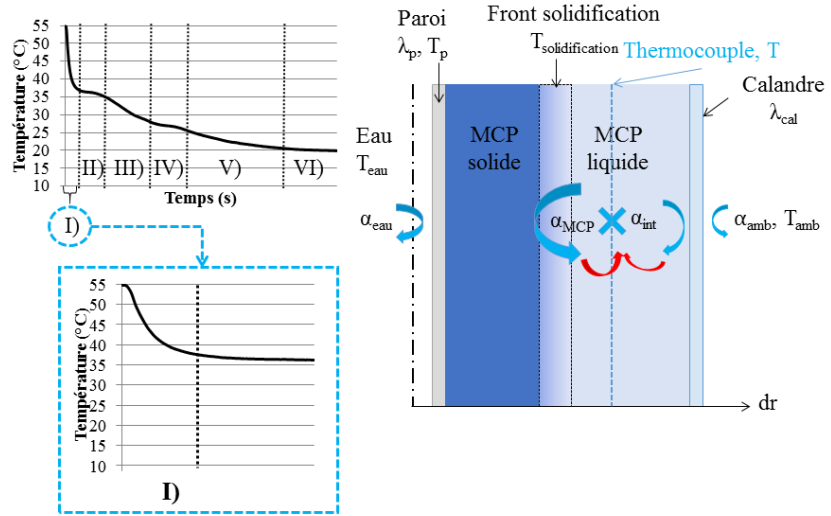 Température (°C)
55
50
45
40
35
30
25
20
15
10
II)
III)
IV)
V)
VI)
Temps (s)
I)
Température (°C)
55
50
45
40
35
30
25
20
15
10
I)
Paroi
λp, Tp
Front solidification
Tsolidification
Thermocouple, T
Calandre
λcal
Eau
Teau
MCP
solide
MCP
liquide
αeau
αMCP
αint
αamb, Tamb
dr